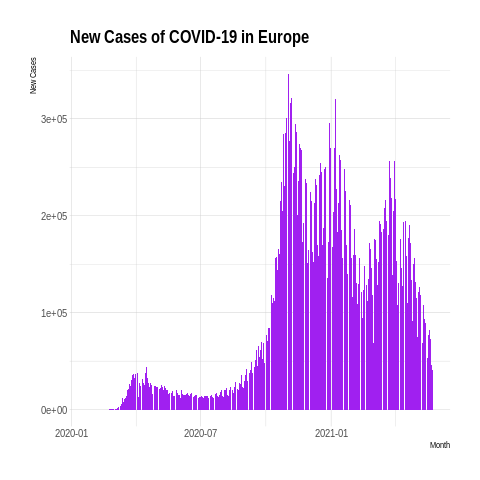 New Cases of COVID-19 in Europe
New Cases
3e+05
2e+05
1e+05
0e+00
2020-01
2020-07
2021-01
Month